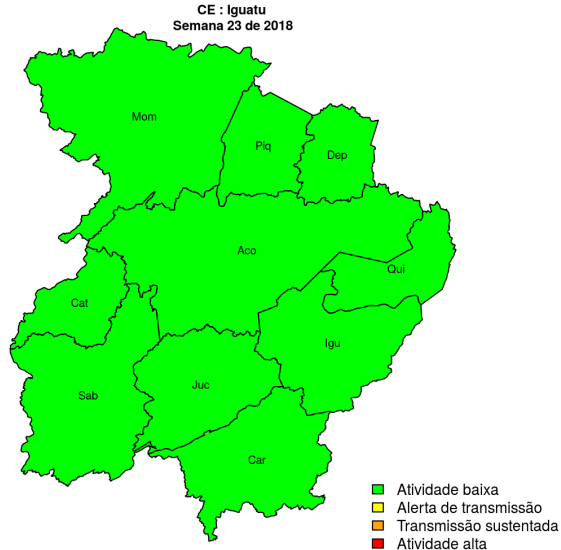 CE : Iguatu
Semana 23 de 2018
Mom
Piq
Dep
Aco
Qui
Cat
Igu
Juc
Sab
Car
Atividade baixa
Alerta de transmissão
Transmissão sustentada
Atividade alta